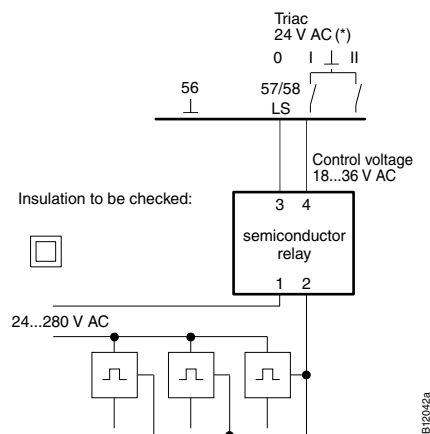 Triac
24 V AC (*)
0 I II
56 57/58
LS
Control voltage
18...36 V AC
Insulation to be checked:
3 4
semiconductor
relay
1 2
24...280 V AC
B12042a